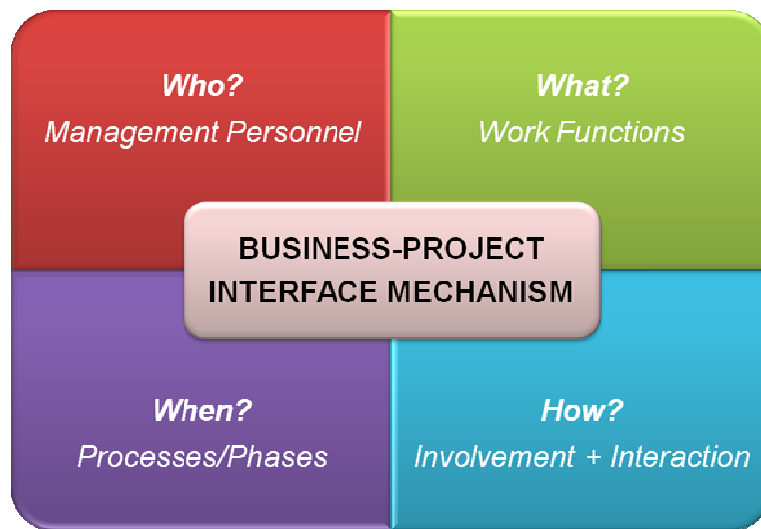 Who?
Management Personnel
What?
Work Functions
BUSINESS-PROJECT
INTERFACE MECHANISM
When?
Processes/Phases
How?
Involvement + Interaction